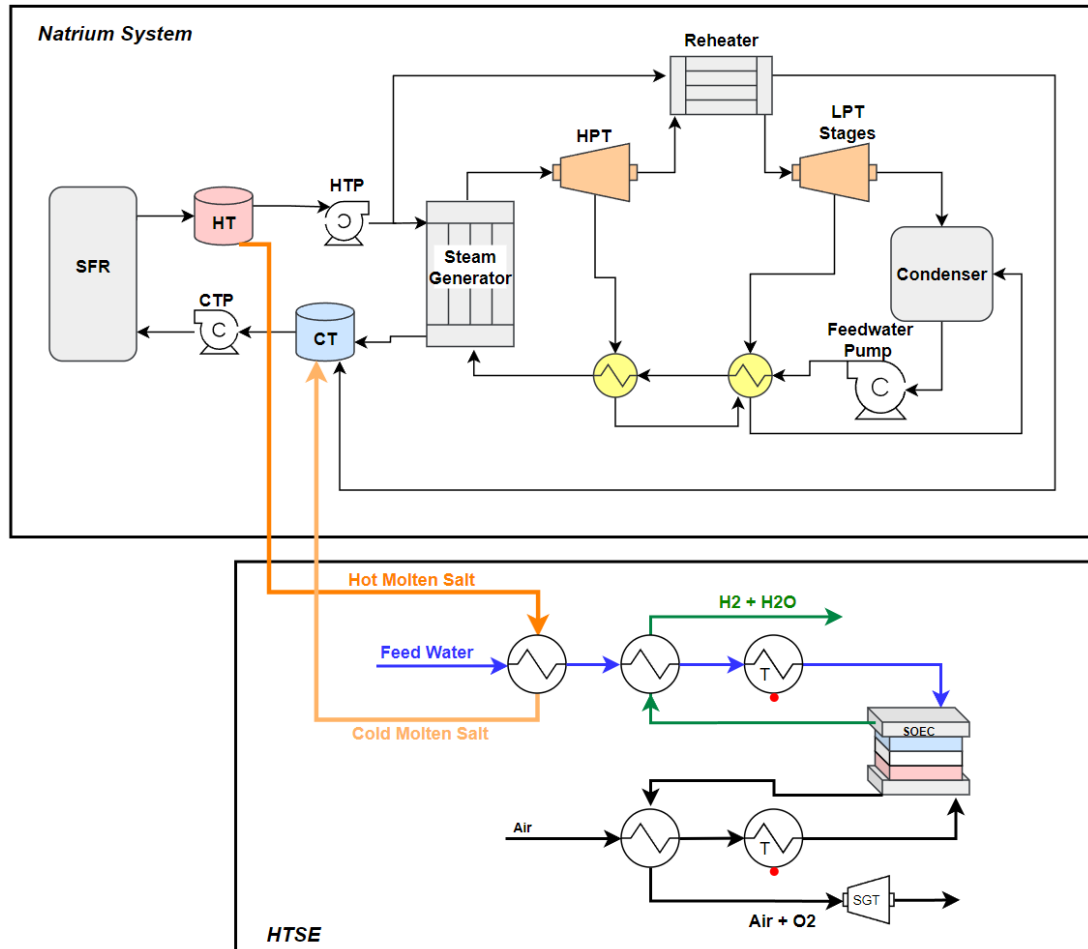 Natrium System
Reheater
LPT
Stages
HPT
HTP
HT
SFR
Steam
Generator
Condenser
CTP
C
C
CT
Feedwater
Pump
C
Hot Molten Salt
H2 + H2O
Feed Water
T
Cold Molten Salt
SOEC
Air
T
SGT
Air + O2
HTSE